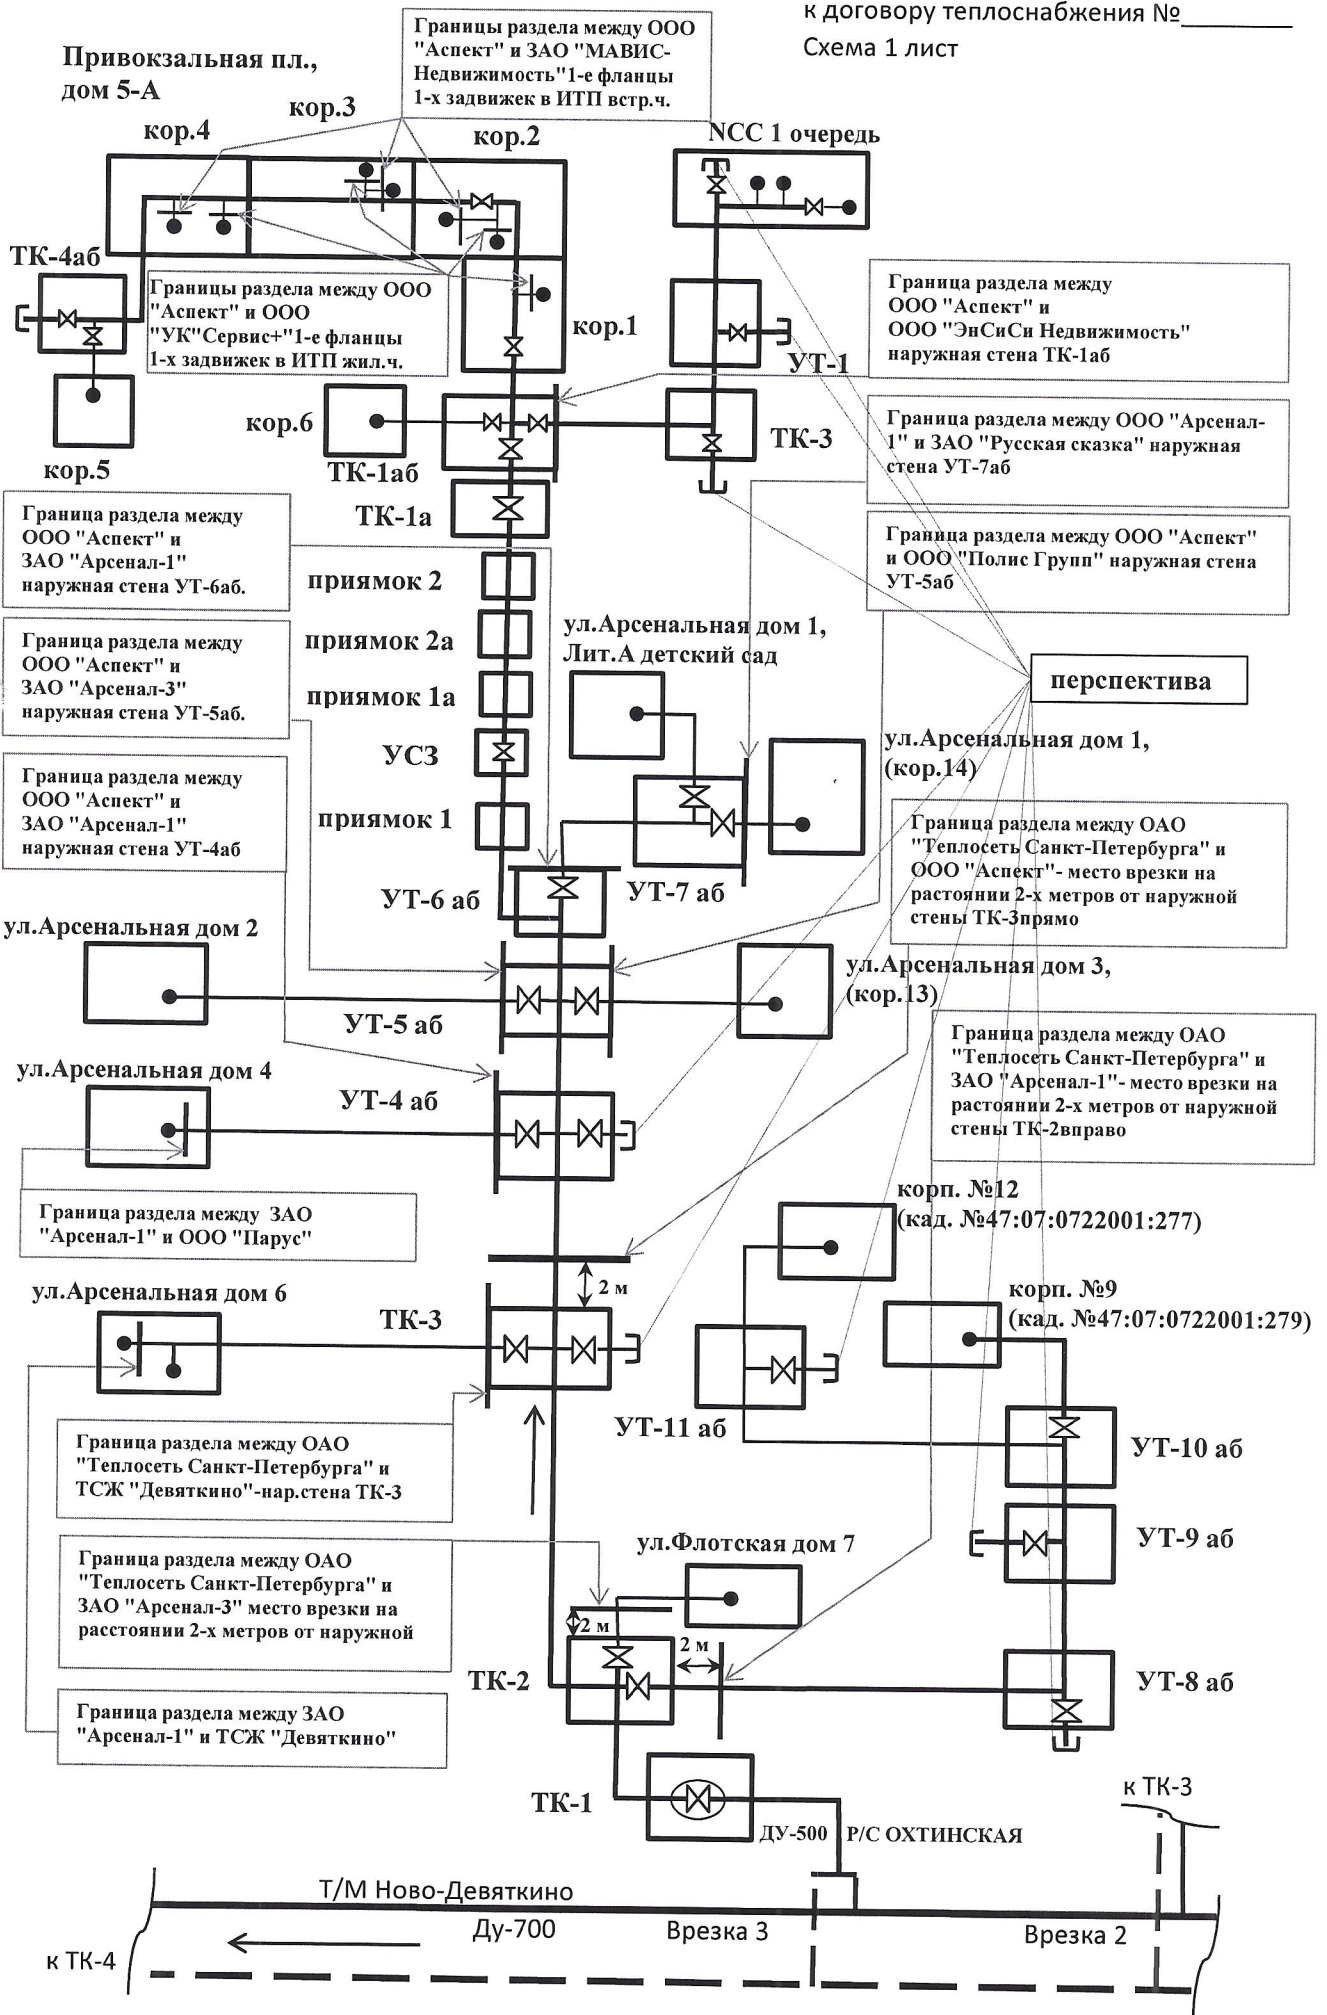 к договору теплоснабжения №
Схема 1 лист
Привокзальная пл.,
дом 5-А
Границы раздела между ООО
"Аспект" и ЗАО "МАВИС-
Недвижимость"1-е фланцы
1-х задвижек в ИТП встр.ч.
кор.4
кор.3
кор.2
NCC 1 очередь
ТК-4аб
Границы раздела между ООО
"Аспект" и ООО
"УК"Сервис+"1-е фланцы
1-х задвижек в ИТП жил.ч.
кор.1
УТ-1
Граница раздела между
ООО "Аспект" и
ООО "ЭнСиСи Недвижимость"
наружная стена ТК-1аб
кор.5
кор.6
ТК-1аб
ТК-3
Граница раздела между ООО "Арсенал-
1" и ЗАО "Русская сказка" наружная
стена УТ-7аб
ТК-1а
Граница раздела между
ООО "Аспект" и
ЗАО "Арсенал-1"
наружная стена УТ-6аб.
Граница раздела между ООО "Аспект"
и ООО "Полис Групп" наружная стена
УТ-5аб
приямок 2
приямок 2а
приямок 1а
УСЗ
приямок 1
ул.Арсенальная дом 1,
Лит.А детский сад
перспектива
Граница раздела между
ООО "Аспект" и
ЗАО "Арсенал-3"
наружная стена УТ-5аб.
Граница раздела между
ООО "Аспект" и
ЗАО "Арсенал-1"
наружная стена УТ-4аб
ул.Арсенальная дом 1,
(кор.14)
УТ-6 аб
УТ-7 аб
Граница раздела между ОАО
"Теплосеть Санкт-Петербурга" и
ООО "Аспект"- место врезки на
растоянии 2-х метров от наружной
стены ТК-3прямо
ул.Арсенальная дом 2
УТ-5 аб
ул.Арсенальная дом 3,
(кор.13)
ул.Арсенальная дом 4
УТ-4 аб
Граница раздела между ОАО
"Теплосеть Санкт-Петербурга" и
ЗАО "Арсенал-1"- место врезки на
растоянии 2-х метров от наружной
стены ТК-2вправо
Граница раздела между  ЗАО
"Арсенал-1" и ООО "Парус"
корп. №12
(кад. №47:07:0722001:277)
2 м
ул.Арсенальная дом 6
ТК-3
корп. №9
(кад. №47:07:0722001:279)
УТ-11 аб
УТ-10 аб
Граница раздела между ОАО
"Теплосеть Санкт-Петербурга" и
ТСЖ "Девяткино"-нар.стена ТК-3
УТ-9 аб
Граница раздела между ОАО
"Теплосеть Санкт-Петербурга" и
ЗАО "Арсенал-3" место врезки на
расстоянии 2-х метров от наружной
ул.Флотская дом 7
2 м
2 м
ТК-2
УТ-8 аб
Граница раздела между ЗАО
"Арсенал-1" и ТСЖ "Девяткино"
ТК-1
к ТК-3
ДУ-500
Р/С ОХТИНСКАЯ
Т/М Ново-Девяткино
Ду-700
Врезка 3
Врезка 2
к ТК-4